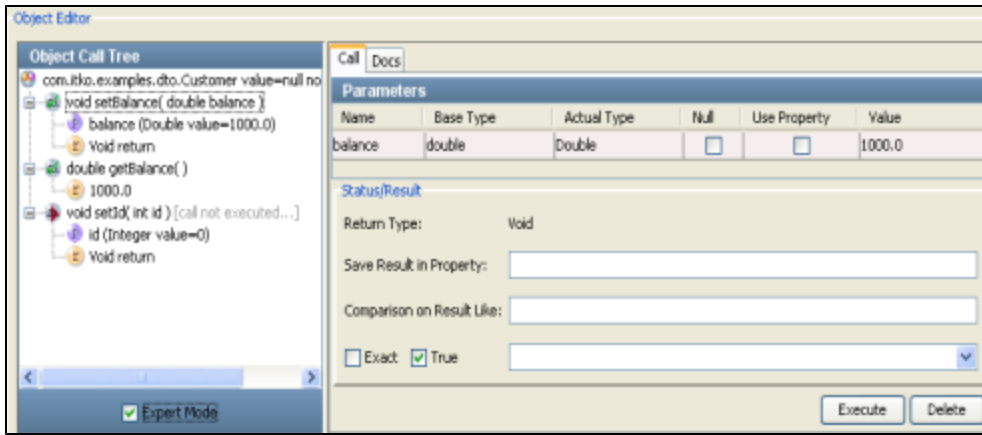 Object Editor
Object Call Tree
com.itko.examples.dto.Customer value=null no
void setBalance( double balance )
balance (Double value=1000.0)
Void return
double getBalance( )
1000.0
void setId( int id ) [call not executed...]
id (Integer value=0)
Void return
Expert Mode
Call Docs
Parameters
Name Base Type Actual Type Null Use Property Value
balance double Double 1000.0
Status/Result
Return Type: Void
Save Result in Property:
Comparison on Result Like:
Exact True
Execute Delete